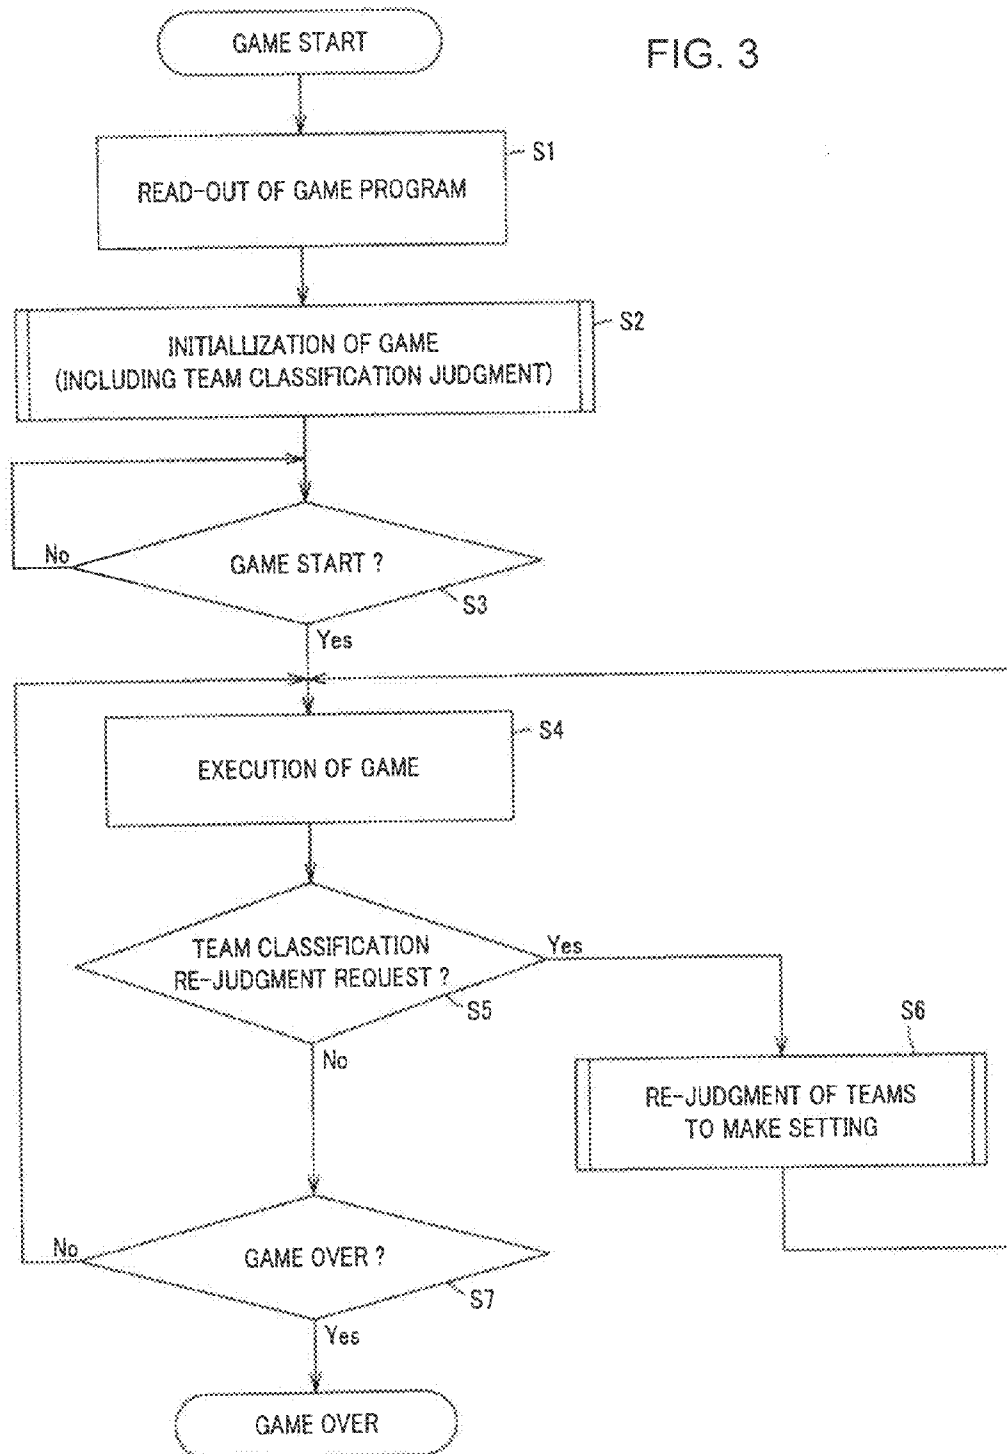 GAME START
FIG. 3
S1
READ-OUT OF GAME PROGRAM
S2
INITIALLIZATION OF GAME
(INCLUDING TEAM CLASSIFICATION JUDGMENT)
No
GAME START ?
S3
Yes
S4
EXECUTION OF GAME
TEAM CLASSIFICATION
RE-JUDGMENT REQUEST ?
Yes
S5
No
S6
RE-JUDGMENT OF TEAMS
TO MAKE SETTING
No
GAME OVER ?
S7
Yes
GAME OVER